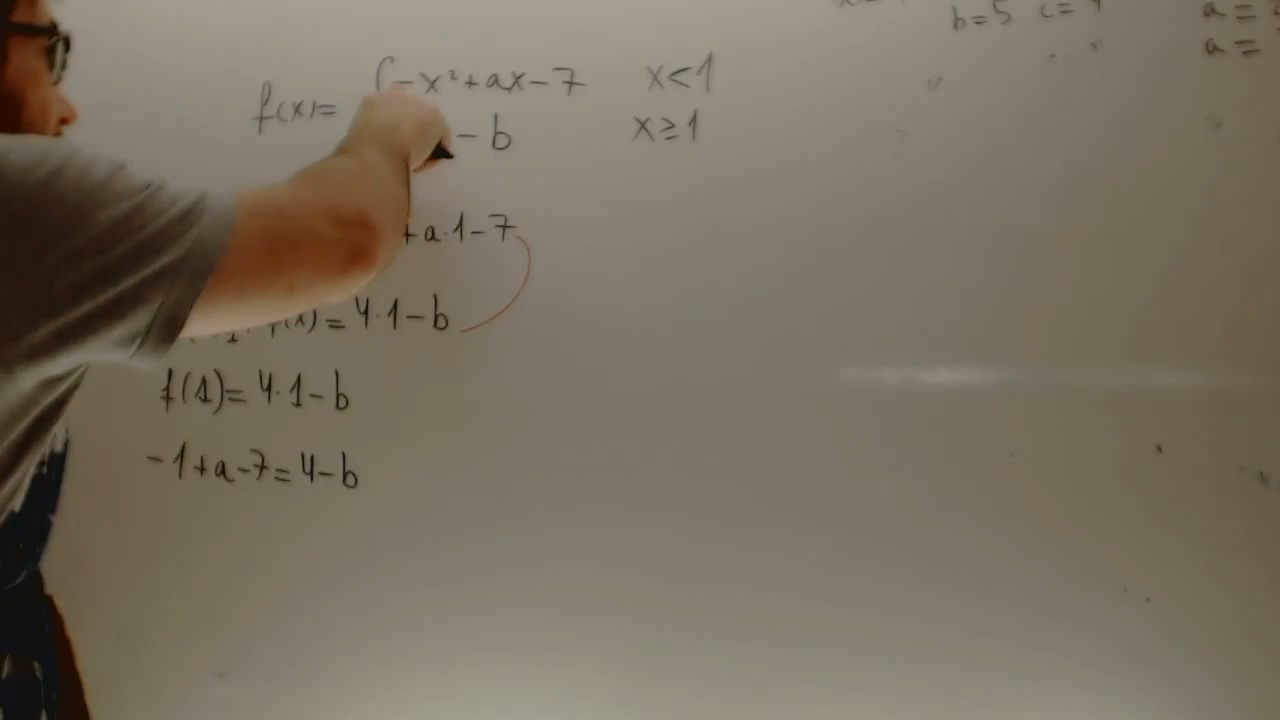 b=5 c=
a=
a=
f(x)= { -x²+ax-7 x<1
- b x≥1
+a·1-7
f(x)= 4·1-b
f(1)= 4·1-b
-1+a-7=4-b